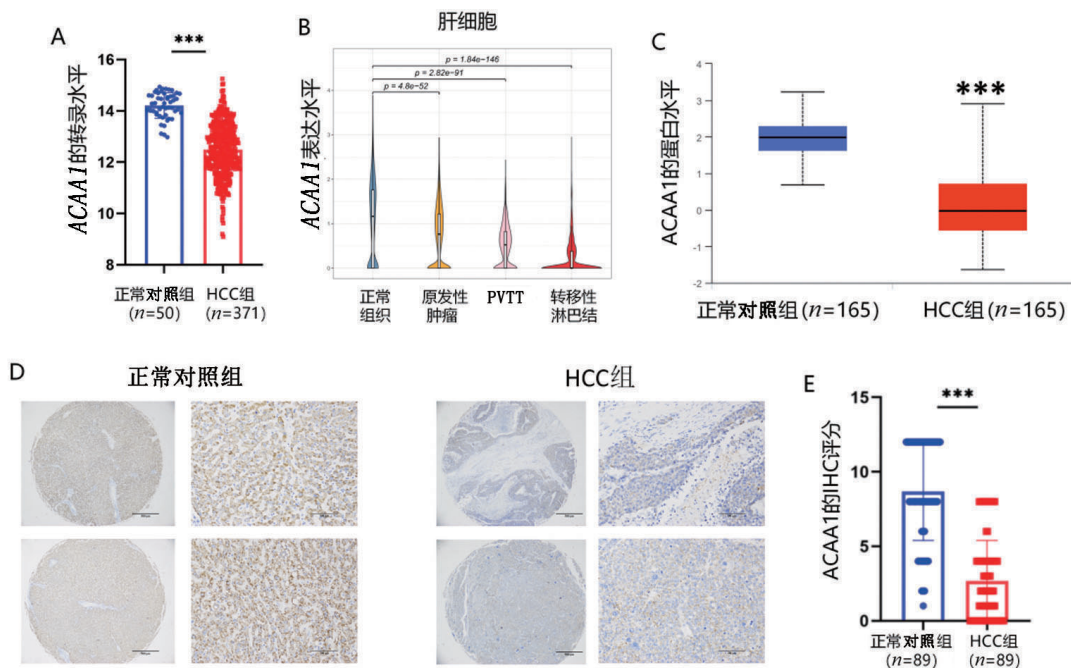 A
***
ACAA1的转录水平
16
14
12
10
8
正常对照组
(n=50)
HCC组
(n=371)
B
肝细胞
p = 1.84e−146
p = 2.82e−91
p = 4.8e−52
ACAA1表达水平
4
3
2
1
0
正常
组织
原发性
肿瘤
PVTT
转移性
淋巴结
C
***
ACAA1的蛋白水平
4
3
2
1
0
-1
-2
正常对照组(n=165)
HCC组(n=165)
D
正常对照组
HCC组
E
***
ACAA1的IHC评分
15
10
5
0
正常对照组
(n=89)
HCC组
(n=89)